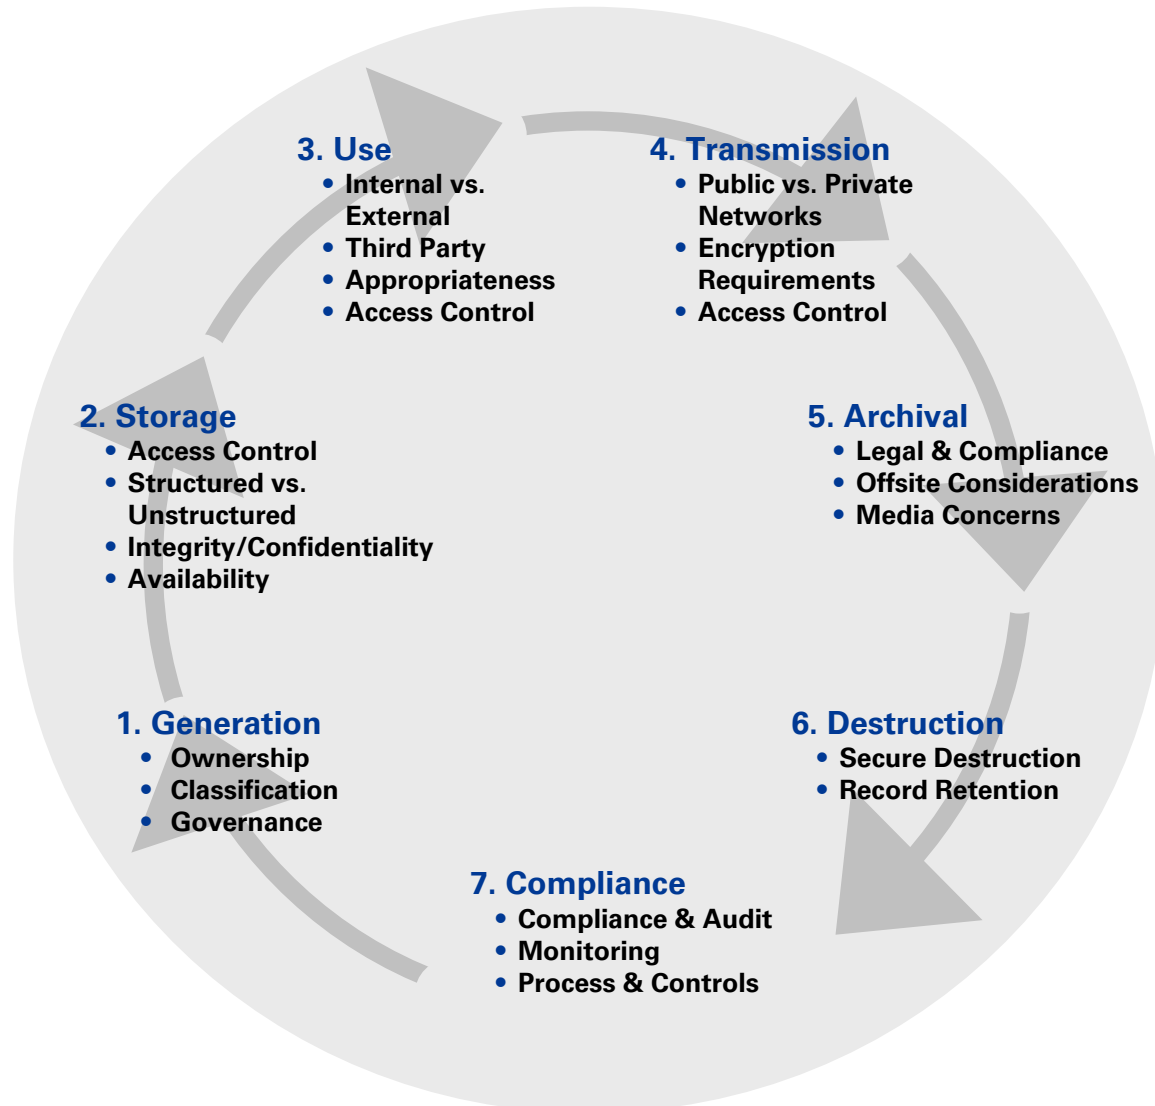 3. Use
• Internal vs.
External
• Third Party
• Appropriateness
• Access Control
4. Transmission
• Public vs. Private
Networks
• Encryption
Requirements
• Access Control
2. Storage
• Access Control
• Structured vs.
Unstructured
• Integrity/Confidentiality
• Availability
5. Archival
• Legal & Compliance
• Offsite Considerations
• Media Concerns
1. Generation
• Ownership
• Classification
• Governance
6. Destruction
• Secure Destruction
• Record Retention
7. Compliance
• Compliance & Audit
• Monitoring
• Process & Controls